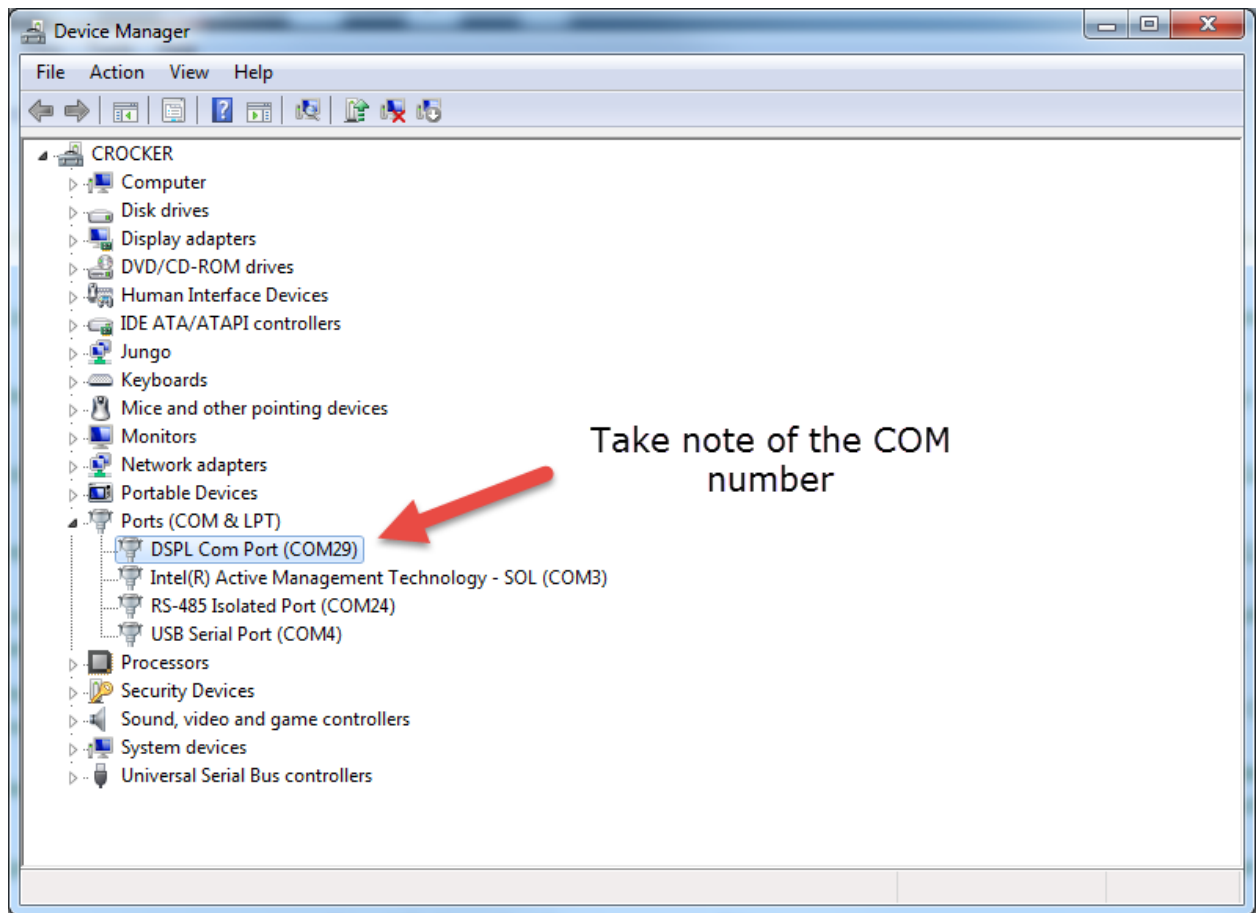 Device Manager
File Action View Help
CROCKER
Computer
Disk drives
Display adapters
DVD/CD-ROM drives
Human Interface Devices
IDE ATA/ATAPI controllers
Jungo
Keyboards
Mice and other pointing devices
Monitors
Network adapters
Portable Devices
Ports (COM & LPT)
DSPL Com Port (COM29)
Intel(R) Active Management Technology - SOL (COM3)
RS-485 Isolated Port (COM24)
USB Serial Port (COM4)
Processors
Security Devices
Sound, video and game controllers
System devices
Universal Serial Bus controllers
Take note of the COM
number